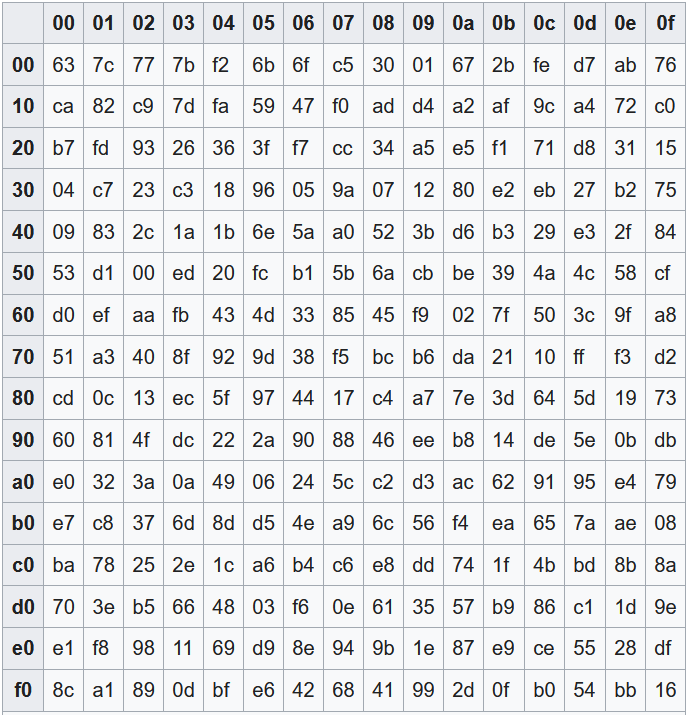 00 01 02 03 04 05 06 07 08 09 0a 0b 0c 0d 0e 0f
00 63 7c 77 7b f2 6b 6f c5 30 01 67 2b fe d7 ab 76
10 ca 82 c9 7d fa 59 47 f0 ad d4 a2 af 9c a4 72 c0
20 b7 fd 93 26 36 3f f7 cc 34 a5 e5 f1 71 d8 31 15
30 04 c7 23 c3 18 96 05 9a 07 12 80 e2 eb 27 b2 75
40 09 83 2c 1a 1b 6e 5a a0 52 3b d6 b3 29 e3 2f 84
50 53 d1 00 ed 20 fc b1 5b 6a cb be 39 4a 4c 58 cf
60 d0 ef aa fb 43 4d 33 85 45 f9 02 7f 50 3c 9f a8
70 51 a3 40 8f 92 9d 38 f5 bc b6 da 21 10 ff f3 d2
80 cd 0c 13 ec 5f 97 44 17 c4 a7 7e 3d 64 5d 19 73
90 60 81 4f dc 22 2a 90 88 46 ee b8 14 de 5e 0b db
a0 e0 32 3a 0a 49 06 24 5c c2 d3 ac 62 91 95 e4 79
b0 e7 c8 37 6d 8d d5 4e a9 6c 56 f4 ea 65 7a ae 08
c0 ba 78 25 2e 1c a6 b4 c6 e8 dd 74 1f 4b bd 8b 8a
d0 70 3e b5 66 48 03 f6 0e 61 35 57 b9 86 c1 1d 9e
e0 e1 f8 98 11 69 d9 8e 94 9b 1e 87 e9 ce 55 28 df
f0 8c a1 89 0d bf e6 42 68 41 99 2d 0f b0 54 bb 16